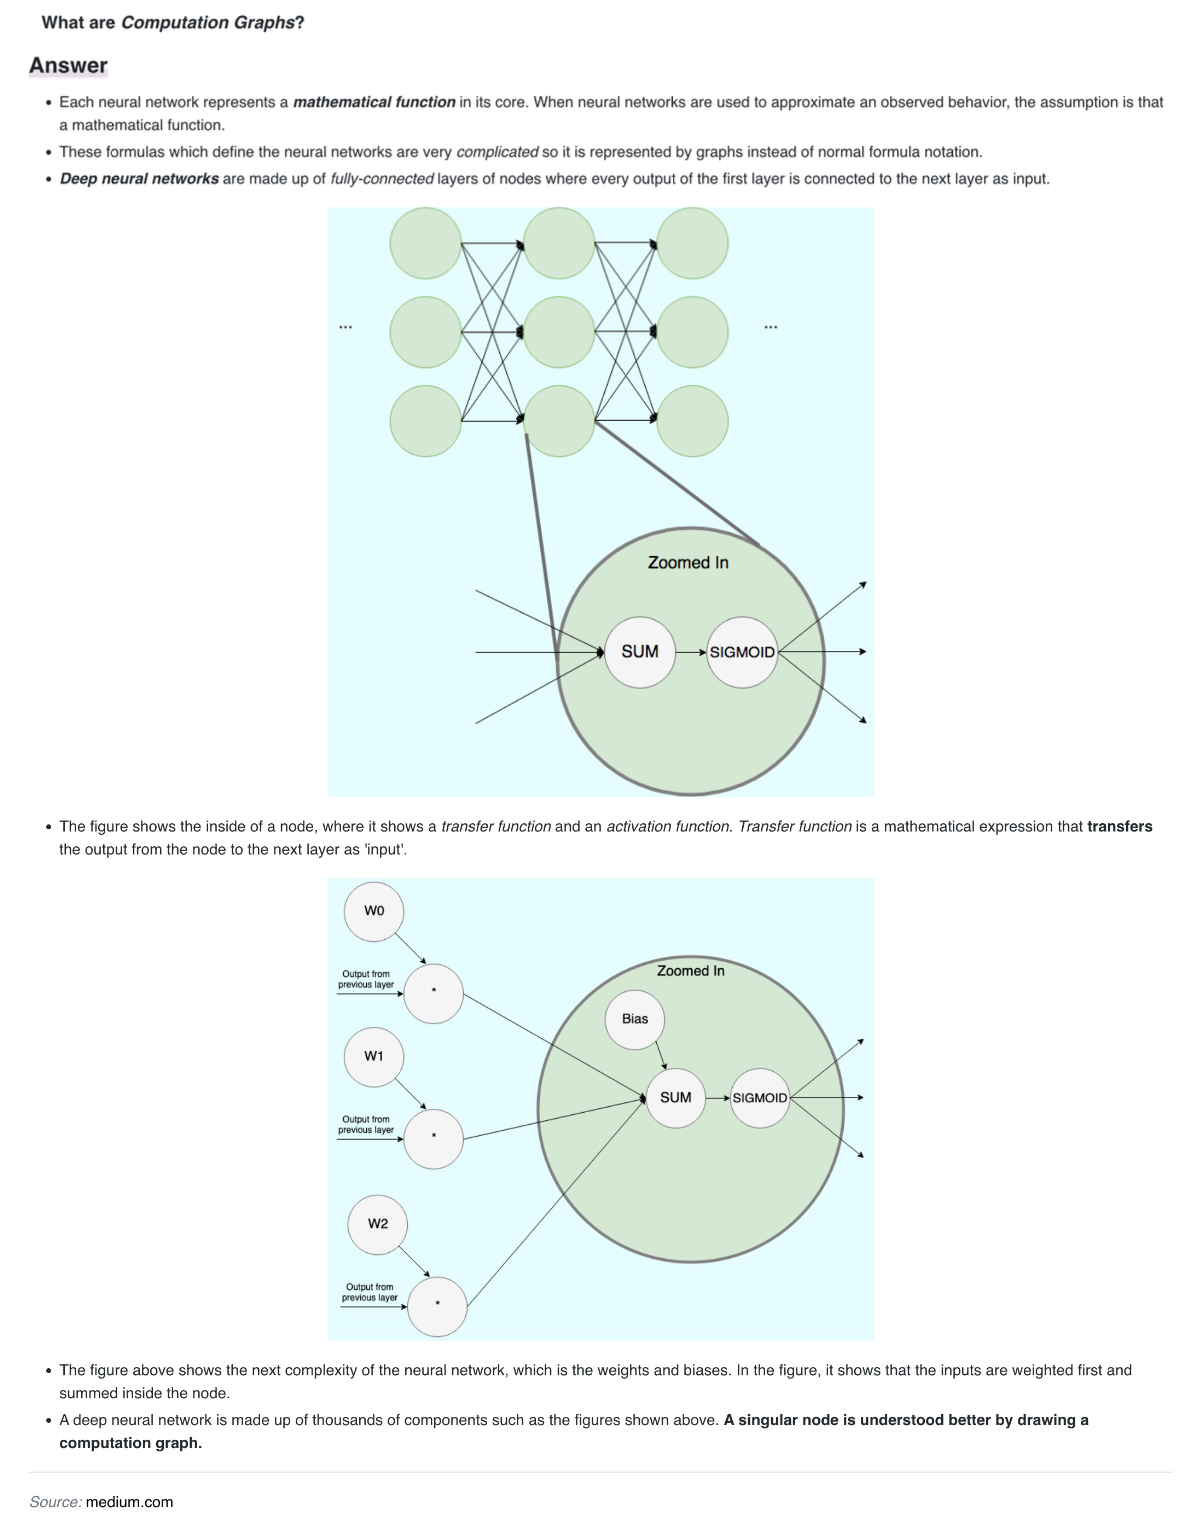 What are Computation Graphs?
Answer
• Each neural network represents a mathematical function in its core. When neural networks are used to approximate an observed behavior, the assumption is that
a mathematical function.
• These formulas which define the neural networks are very complicated so it is represented by graphs instead of normal formula notation.
• Deep neural networks are made up of fully-connected layers of nodes where every output of the first layer is connected to the next layer as input.
... ...
Zoomed In
SUM SIGMOID
• The figure shows the inside of a node, where it shows a transfer function and an activation function. Transfer function is a mathematical expression that transfers
the output from the node to the next layer as 'input'.
W0
Output from
previous layer
*
Zoomed In
Bias
W1
SUM SIGMOID
Output from
previous layer
*
W2
Output from
previous layer
*
• The figure above shows the next complexity of the neural network, which is the weights and biases. In the figure, it shows that the inputs are weighted first and
summed inside the node.
• A deep neural network is made up of thousands of components such as the figures shown above. A singular node is understood better by drawing a
computation graph.
Source: medium.com